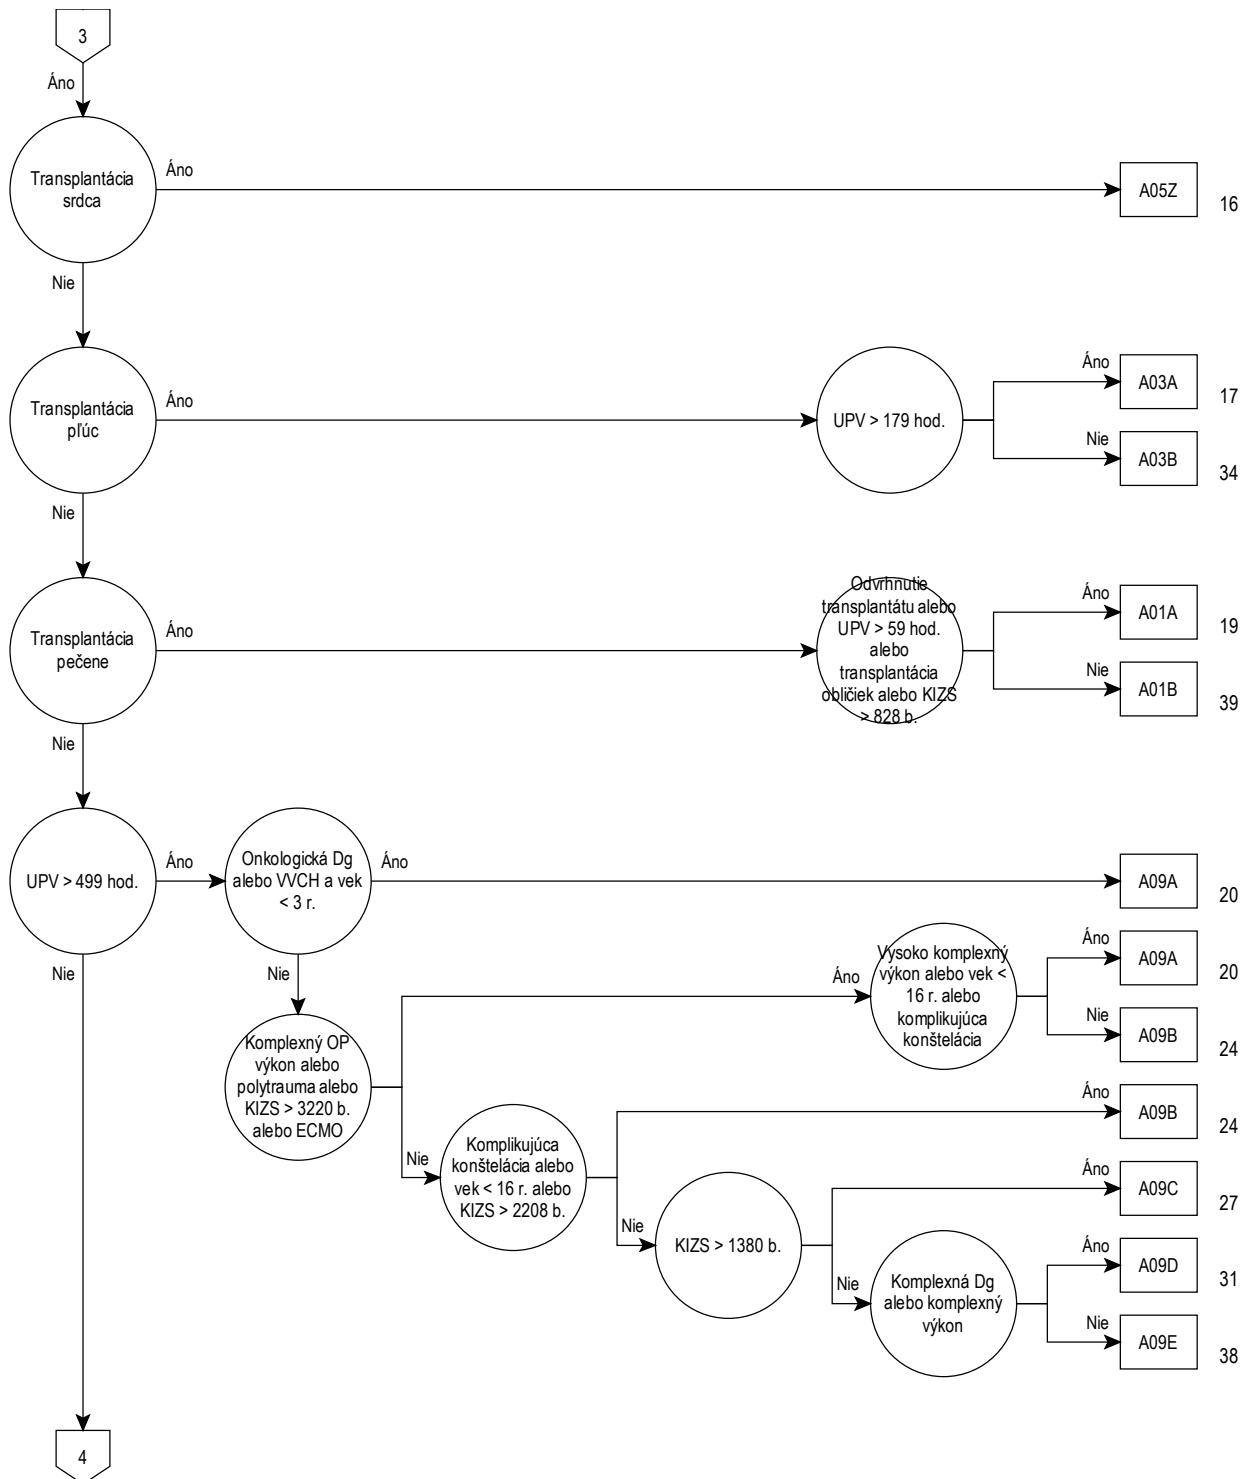 3
Áno
Transplantácia
srdca
Áno
A05Z
16
Nie
Transplantácia
pľúc
Áno
UPV > 179 hod.
Áno
A03A
17
Nie
A03B
34
Nie
Transplantácia
pečene
Áno
Odvrhnutie
transplantátu alebo
UPV > 59 hod.
alebo
transplantácia
obličiek alebo KIZS
> 828 b.
Áno
A01A
19
Nie
A01B
39
Nie
UPV > 499 hod.
Áno
Onkologická Dg
alebo VVCH a vek
< 3 r.
Áno
A09A
20
Nie
Nie
Komplexný OP
výkon alebo
polytrauma alebo
KIZS > 3220 b.
alebo ECMO
Áno
Vysoko komplexný
výkon alebo vek <
16 r. alebo
komplikujúca
konštelácia
Áno
A09A
20
Nie
A09B
24
Nie
Komplikujúca
konštelácia alebo
vek < 16 r. alebo
KIZS > 2208 b.
Áno
A09B
24
Nie
KIZS > 1380 b.
Áno
A09C
27
Nie
Komplexná Dg
alebo komplexný
výkon
Áno
A09D
31
Nie
A09E
38
4